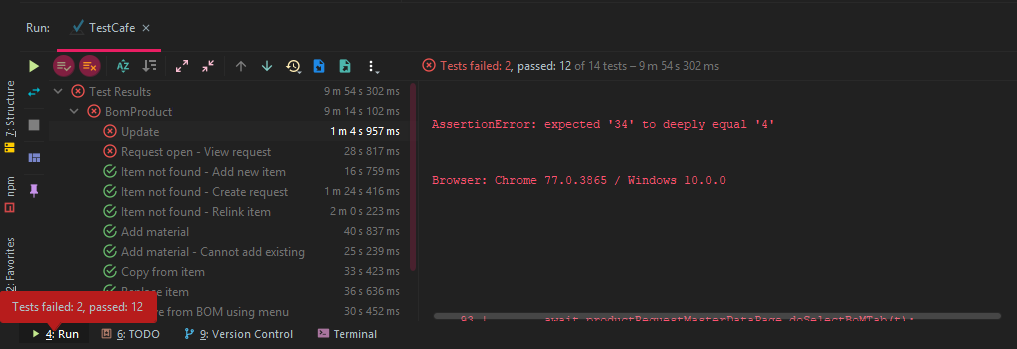 Run: TestCafe ×
Tests failed: 2, passed: 12 of 14 tests – 9 m 54 s 302 ms
7: Structure
npm
2: Favorites
Test Results 9 m 54 s 302 ms
BomProduct 9 m 14 s 102 ms
Update 1 m 4 s 957 ms
Request open - View request 28 s 817 ms
Item not found - Add new item 16 s 759 ms
Item not found - Create request 1 m 24 s 416 ms
Item not found - Relink item 2 m 0 s 223 ms
Add material 40 s 837 ms
Add material - Cannot add existing 25 s 239 ms
Copy from item 33 s 423 ms
item 36 s 636 ms
from BOM using menu 30 s 452 ms
AssertionError: expected '34' to deeply equal '4'
Browser: Chrome 77.0.3865 / Windows 10.0.0
93 | await productRequestMasterDataPage.doSelectBoMTab(t);
Tests failed: 2, passed: 12
4: Run 6: TODO 9: Version Control Terminal